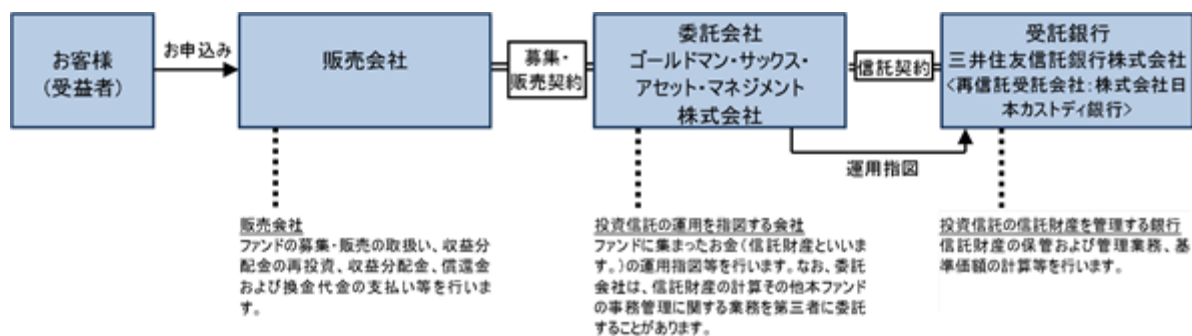 お客様
(受益者)
お申込み
販売会社
募集・
販売契約
委託会社
ゴールドマン・サックス・
アセット・マネジメント
株式会社
信託契約
受託銀行
三井住友信託銀行株式会社
<再信託受託会社:株式会社日
本カストディ銀行>
運用指図
販売会社
ファンドの募集・販売の取扱い、収益分
配金の再投資、収益分配金、償還金
および換金代金の支払い等を行いま
す。
投資信託の運用を指図する会社
ファンドに集まったお金(信託財産といいま
す。)の運用指図等を行います。なお、委託
会社は、信託財産の計算その他本ファンド
の事務管理に関する業務を第三者に委託
することがあります。
投資信託の信託財産を管理する銀行
信託財産の保管および管理業務、基
準価額の計算等を行います。